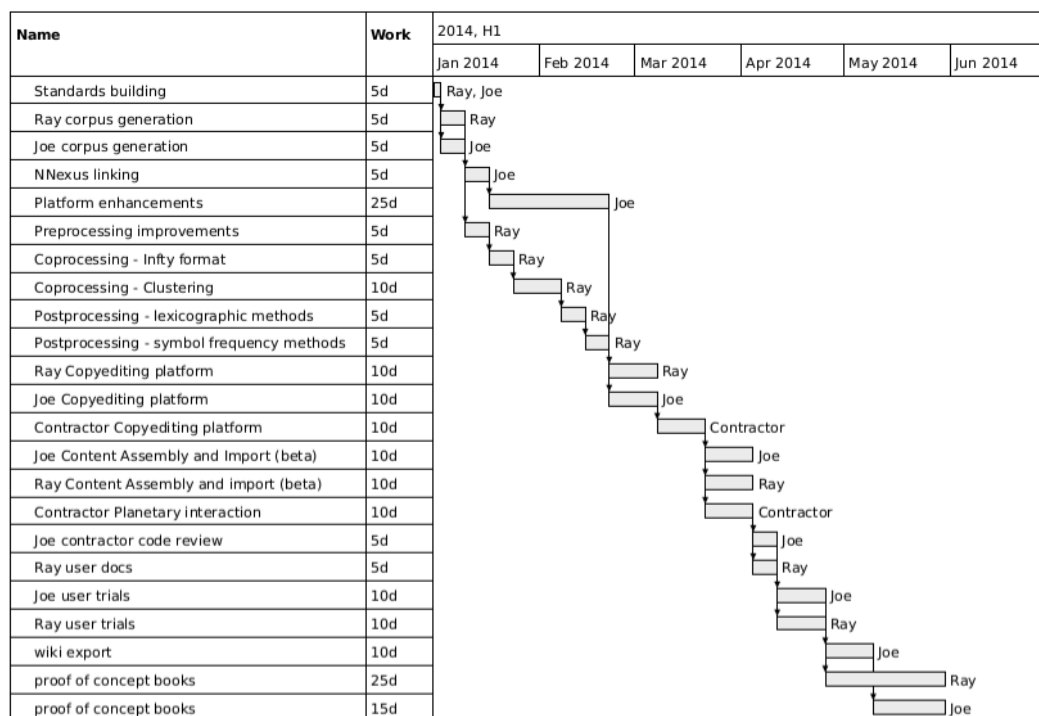 Name Work 2014, H1
Jan 2014 Feb 2014 Mar 2014 Apr 2014 May 2014 Jun 2014
Standards building 5d Ray, Joe
Ray corpus generation 5d Ray
Joe corpus generation 5d Joe
NNexus linking 5d Joe
Platform enhancements 25d Joe
Preprocessing improvements 5d Ray
Coprocessing - Infty format 5d Ray
Coprocessing - Clustering 10d Ray
Postprocessing - lexicographic methods 5d Ray
Postprocessing - symbol frequency methods 5d Ray
Ray Copyediting platform 10d Ray
Joe Copyediting platform 10d Joe
Contractor Copyediting platform 10d Contractor
Joe Content Assembly and Import (beta) 10d Joe
Ray Content Assembly and import (beta) 10d Ray
Contractor Planetary interaction 10d Contractor
Joe contractor code review 5d Joe
Ray user docs 5d Ray
Joe user trials 10d Joe
Ray user trials 10d Ray
wiki export 10d Joe
proof of concept books 25d Ray
proof of concept books 15d Joe